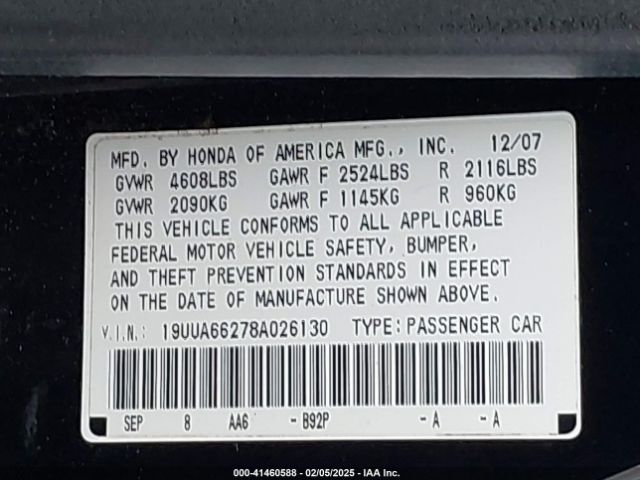 MFD. BY HONDA OF AMERICA MFG., INC. 12/07
GVWR 4608LBS GAWR F 2524LBS R 2116LBS
GVWR 2090KG GAWR F 1145KG R 960KG
THIS VEHICLE CONFORMS TO ALL APPLICABLE
FEDERAL MOTOR VEHICLE SAFETY, BUMPER,
AND THEFT PREVENTION STANDARDS IN EFFECT
ON THE DATE OF MANUFACTURE SHOWN ABOVE.
V.I.N.: 19UUA66278A026130 TYPE: PASSENGER CAR
SEP 8 AA6 - B92P - A - A
000-41460588 - 02/05/2025 - IAA Inc.